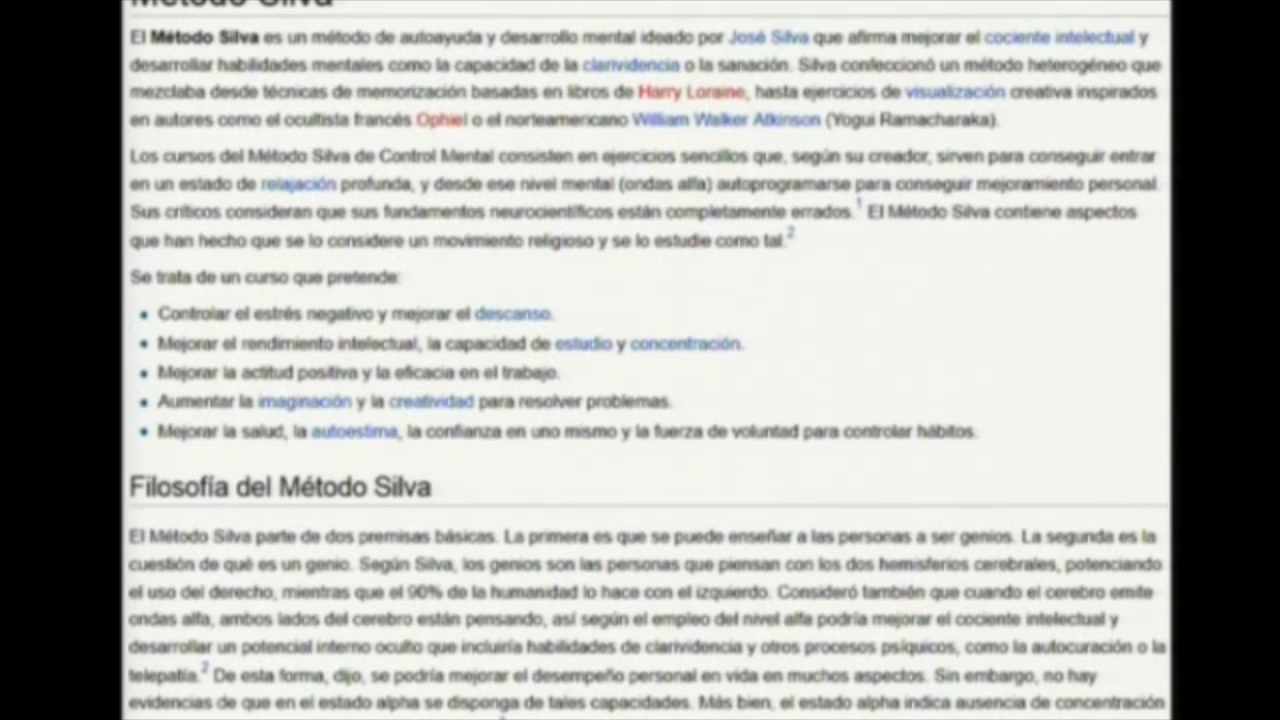 Método Silva
El Método Silva es un método de autoayuda y desarrollo mental ideado por José Silva que afirma mejorar el cociente intelectual y
desarrollar habilidades mentales como la capacidad de la clarividencia o la sanación. Silva confeccionó un método heterogéneo que
mezclaba desde técnicas de memorización basadas en libros de Harry Loraine, hasta ejercicios de visualización creativa inspirados
en autores como el ocultista francés Ophiel o el norteamericano William Walker Atkinson (Yogui Ramacharaka).
Los cursos del Método Silva de Control Mental consisten en ejercicios sencillos que, según su creador, sirven para conseguir entrar
en un estado de relajación profunda, y desde ese nivel mental (ondas alfa) autoprogramarse para conseguir mejoramiento personal.
Sus críticos consideran que sus fundamentos neurocientíficos están completamente errados.1 El Método Silva contiene aspectos
que han hecho que se lo considere un movimiento religioso y se lo estudie como tal.2
Se trata de un curso que pretende:
• Controlar el estrés negativo y mejorar el descanso.
• Mejorar el rendimiento intelectual, la capacidad de estudio y concentración.
• Mejorar la actitud positiva y la eficacia en el trabajo.
• Aumentar la imaginación y la creatividad para resolver problemas.
• Mejorar la salud, la autoestima, la confianza en uno mismo y la fuerza de voluntad para controlar hábitos.
Filosofía del Método Silva
El Método Silva parte de dos premisas básicas. La primera es que se puede enseñar a las personas a ser genios. La segunda es la
cuestión de qué es un genio. Según Silva, los genios son las personas que piensan con los dos hemisferios cerebrales, potenciando
el uso del derecho, mientras que el 90% de la humanidad lo hace con el izquierdo. Consideró también que cuando el cerebro emite
ondas alfa, ambos lados del cerebro están pensando, así según el empleo del nivel alfa podría mejorar el cociente intelectual y
desarrollar un potencial interno oculto que incluiría habilidades de clarividencia y otros procesos psíquicos, como la autocuración o la
telepatía.2 De esta forma, dijo, se podría mejorar el desempeño personal en vida en muchos aspectos. Sin embargo, no hay
evidencias de que en el estado alpha se disponga de tales capacidades. Más bien, el estado alpha indica ausencia de concentración